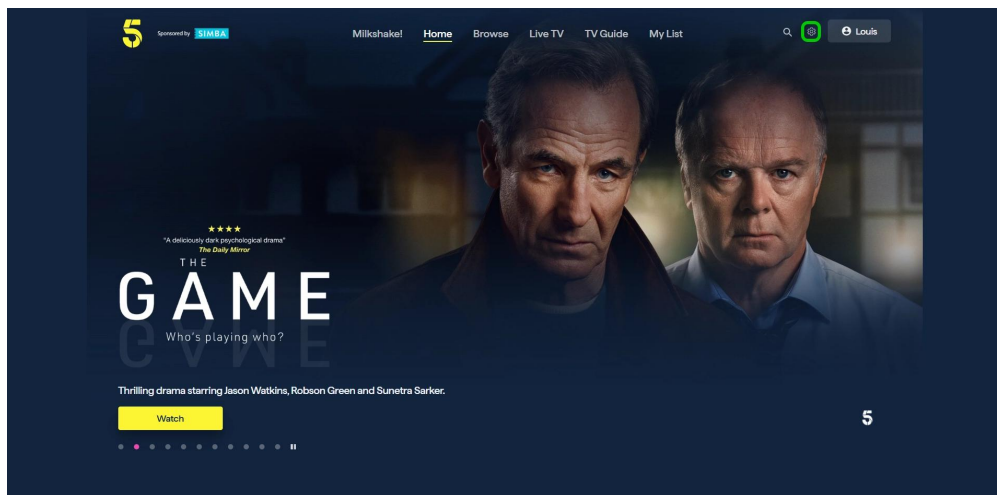 5
Sponsored by SIMBA
Milkshake! Home Browse Live TV TV Guide My List
Louis
★★★★
"A deliciously dark psychological drama"
The Daily Mirror
THE
GAME
Who's playing who?
Thrilling drama starring Jason Watkins, Robson Green and Sunetra Sarker.
Watch
5